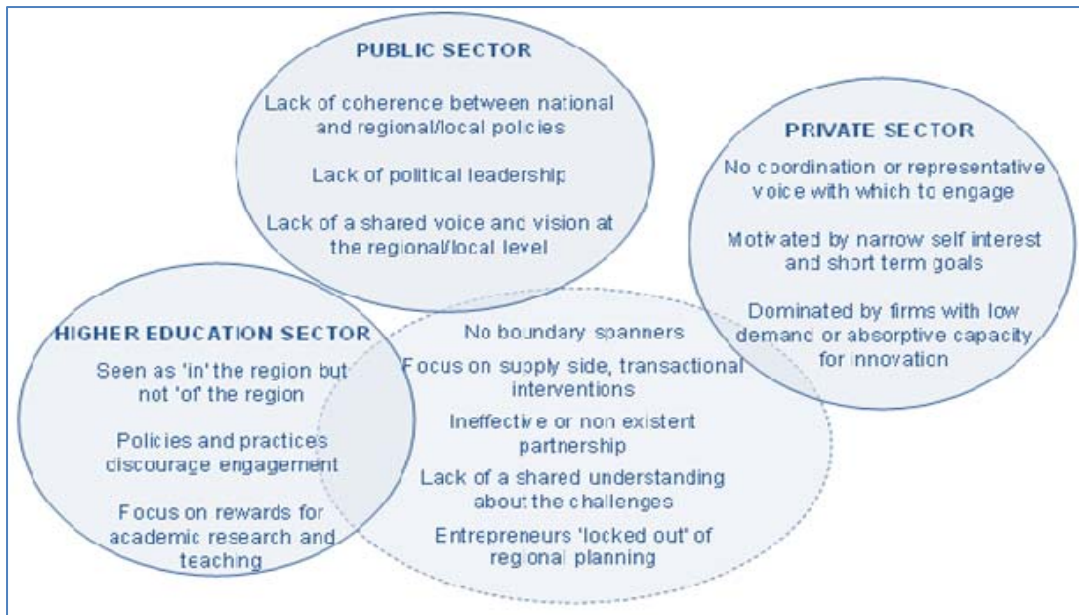 PUBLIC SECTOR
Lack of coherence between national
and regional/local policies
Lack of political leadership
Lack of a shared voice and vision at
the regional/local level
PRIVATE SECTOR
No coordination or representative
voice with which to engage
Motivated by narrow self interest
and short term goals
Dominated by firms with low
demand or absorptive capacity
for innovation
HIGHER EDUCATION SECTOR
Seen as 'in' the region but
not 'of' the region
Policies and practices
discourage engagement
Focus on rewards for
academic research and
teaching
No boundary spanners
Focus on supply side, transactional
interventions
Ineffective or non existent
partnership
Lack of a shared understanding
about the challenges
Entrepreneurs 'locked out' of
regional planning